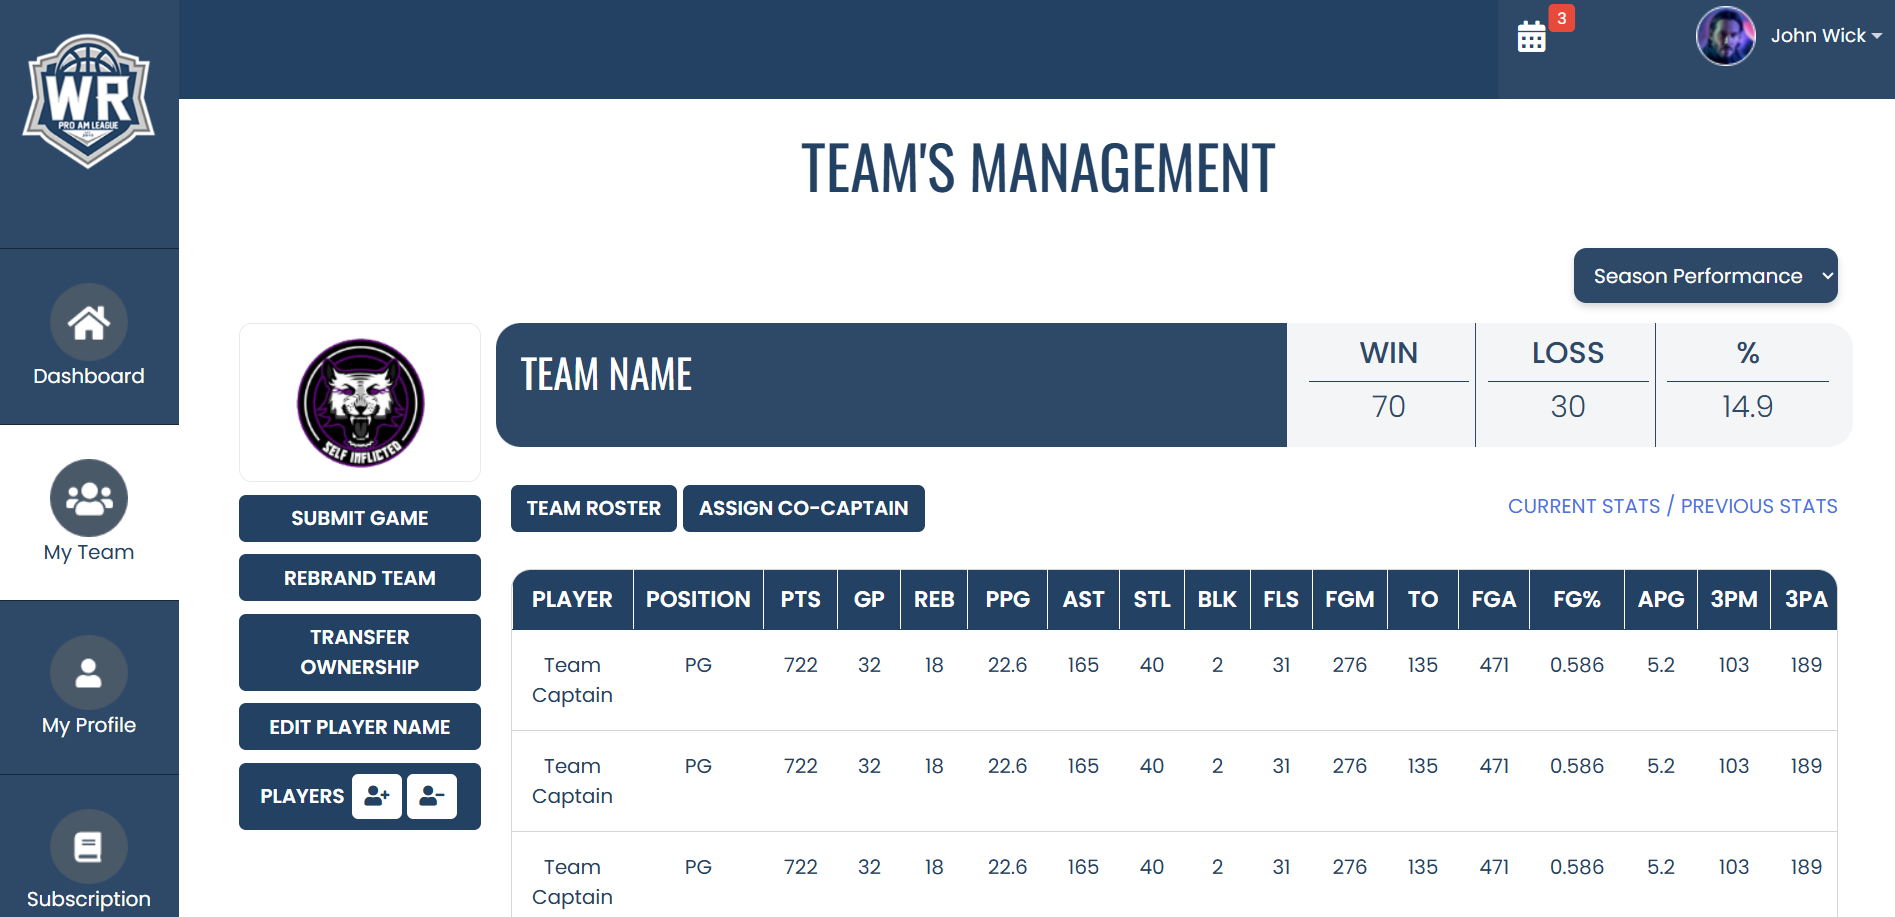 WR
PRO AM LEAGUE
3
John Wick
TEAM'S MANAGEMENT
Season Performance
Dashboard
My Team
My Profile
Subscription
SELF INFLICTED
SUBMIT GAME
REBRAND TEAM
TRANSFER
OWNERSHIP
EDIT PLAYER NAME
PLAYERS
TEAM NAME
WIN LOSS %
70 30 14.9
TEAM ROSTER ASSIGN CO-CAPTAIN
CURRENT STATS / PREVIOUS STATS
PLAYER POSITION PTS GP REB PPG AST STL BLK FLS FGM TO FGA FG% APG 3PM 3PA
Team Captain PG 722 32 18 22.6 165 40 2 31 276 135 471 0.586 5.2 103 189
Team Captain PG 722 32 18 22.6 165 40 2 31 276 135 471 0.586 5.2 103 189
Team Captain PG 722 32 18 22.6 165 40 2 31 276 135 471 0.586 5.2 103 189